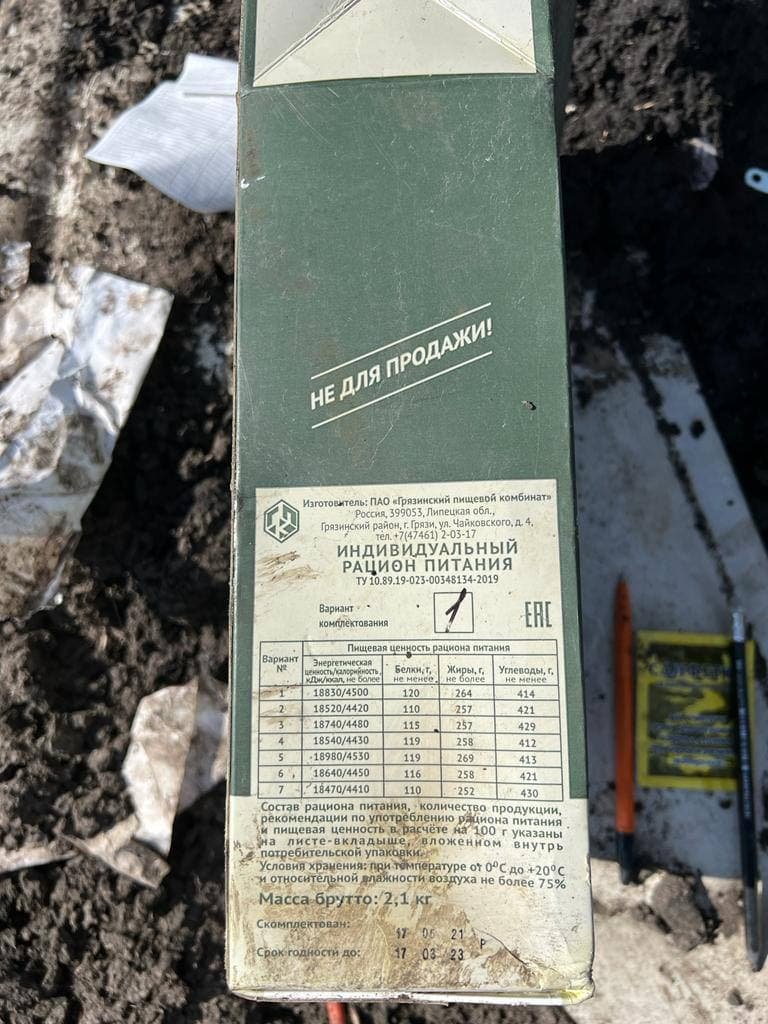 НЕ ДЛЯ ПРОДАЖИ!
Изготовитель: ПАО «Грязинский пищевой комбинат»
Россия, 399053, Липецкая обл.,
Грязинский район, г. Грязи, ул. Чайковского, д. 4,
тел. +7(47461) 2-03-17
ИНДИВИДУАЛЬНЫЙ
РАЦИОН ПИТАНИЯ
ТУ 10.89.19-023-00348134-2019
Вариант
комплектования
1
ЕАС
Пищевая ценность рациона питания
Вариант № Энергетическая ценность/калорийность, кДж/ккал, не более Белки, г, не менее Жиры, г, не более Углеводы, г, не менее
1 18830/4500 120 264 414
2 18520/4420 110 257 421
3 18740/4480 115 257 429
4 18540/4430 119 258 412
5 18980/4530 119 269 413
6 18640/4450 116 258 421
7 18470/4410 110 252 430
Состав рациона питания, количество продукции,
рекомендации по употреблению рациона питания
и пищевая ценность в расчёте на 100 г указаны
на листе-вкладыше, вложенном внутрь
потребительской упаковки.
Условия хранения: при температуре от 0⁰С до +20⁰С
и относительной влажности воздуха не более 75%
Масса брутто: 2,1 кг
Скомплектован: 17 06 21
Р
Срок годности до: 17 03 23